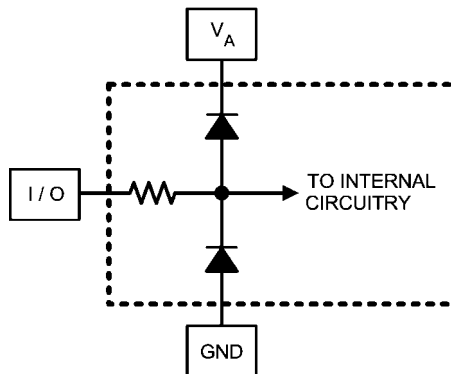 V_A
I / O
TO INTERNAL
CIRCUITRY
GND